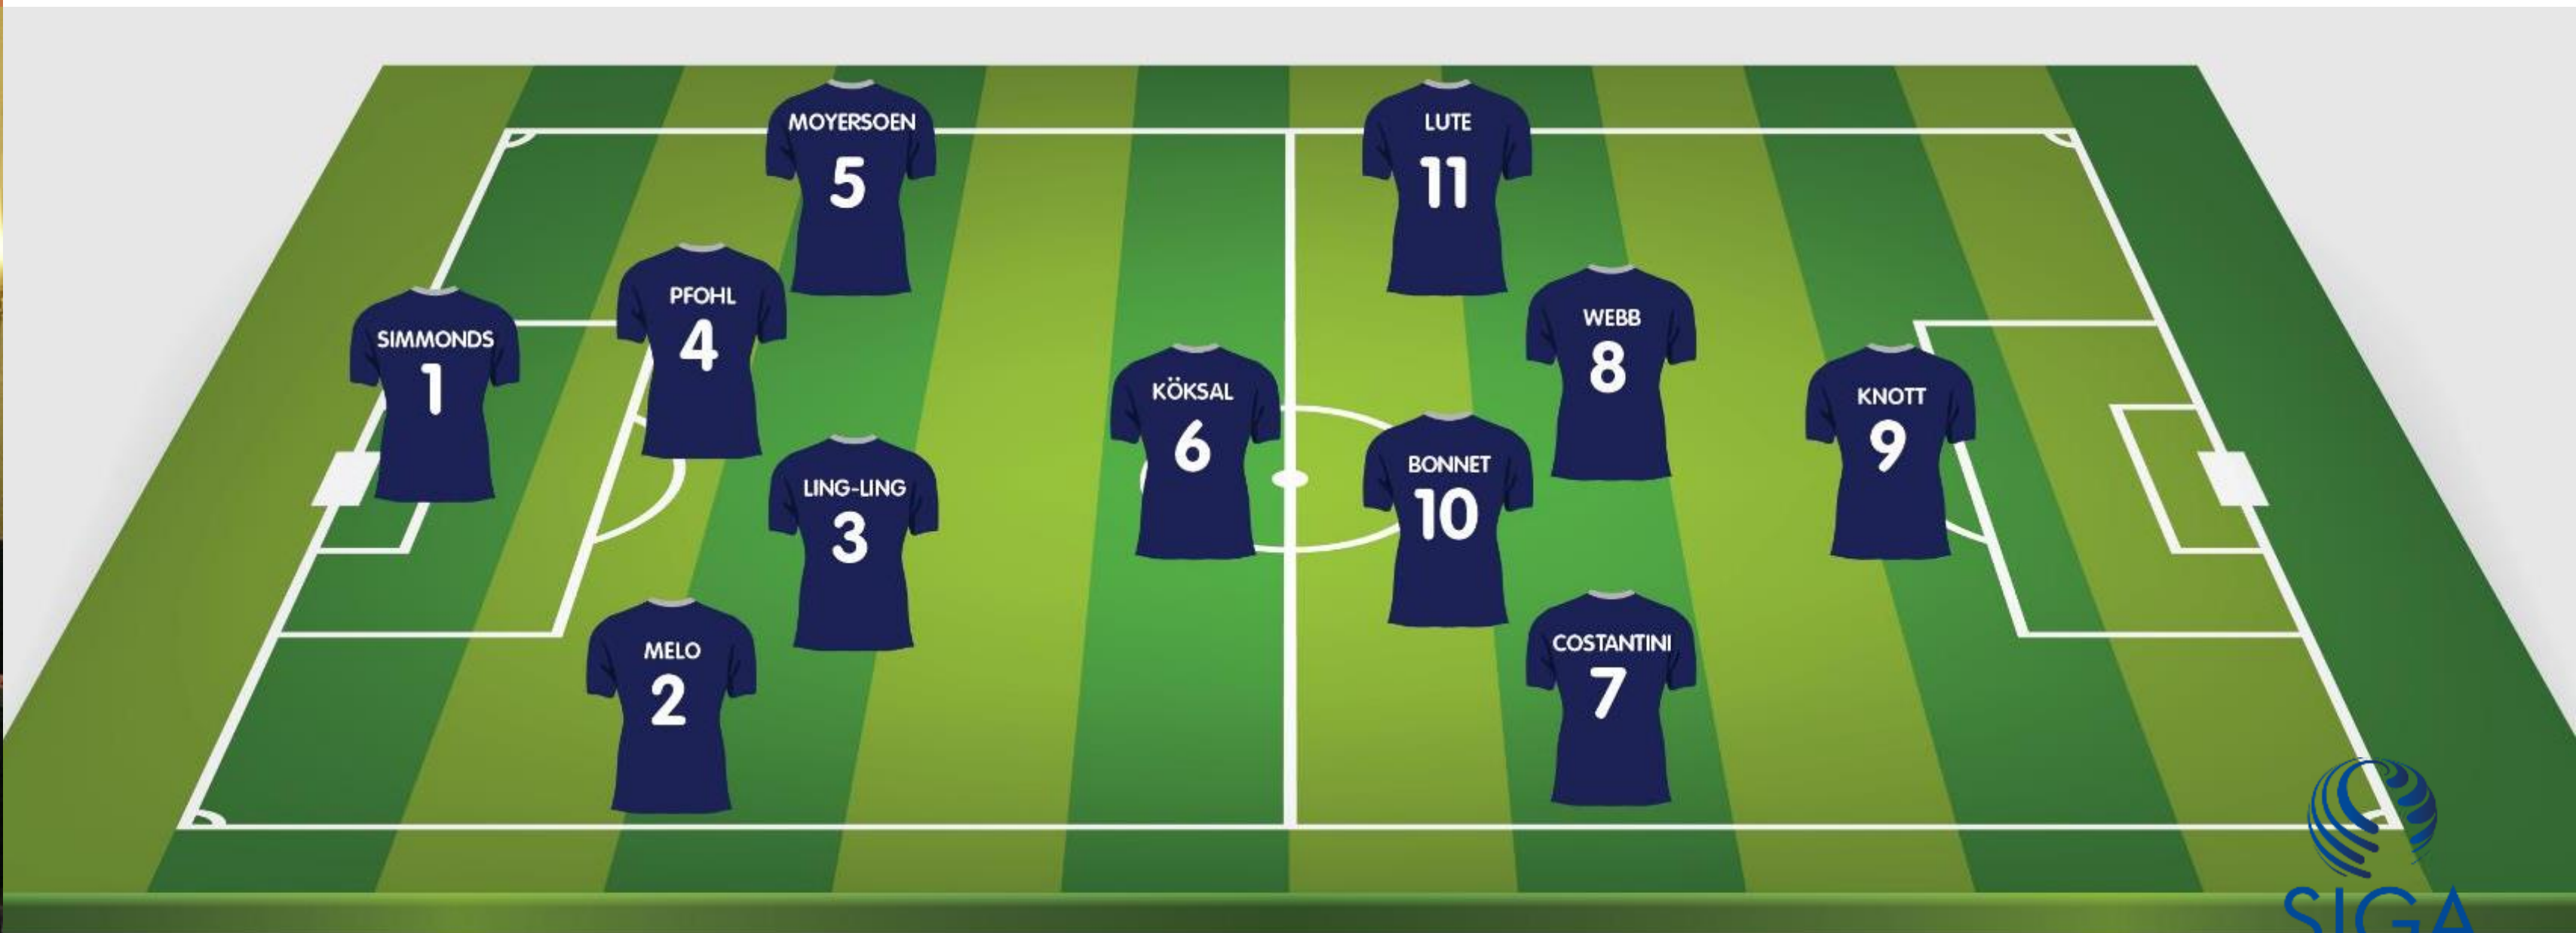 MOYERSOEN
5
LUTE
11
PFOHL
4
WEBB
8
SIMMONDS
1
KÖKSAL
6
KNOTT
9
BONNET
10
LING-LING
3
MELO
2
COSTANTINI
7
SIGA